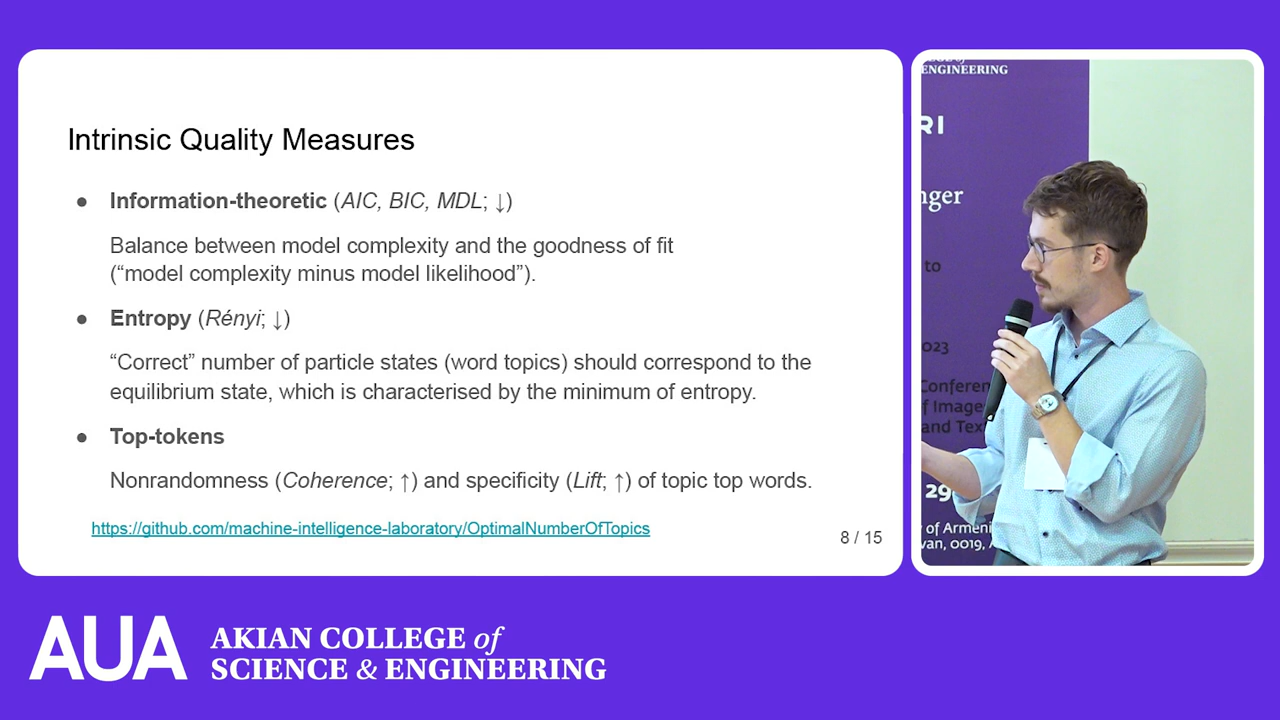 Intrinsic Quality Measures
● Information-theoretic (AIC, BIC, MDL; ↓)
Balance between model complexity and the goodness of fit
(“model complexity minus model likelihood”).
● Entropy (Rényi; ↓)
“Correct” number of particle states (word topics) should correspond to the
equilibrium state, which is characterised by the minimum of entropy.
● Top-tokens
Nonrandomness (Coherence; ↑) and specificity (Lift; ↑) of topic top words.
https://github.com/machine-intelligence-laboratory/OptimalNumberOfTopics
8 / 15
ENGINEERING
RI
nger
to
023
Conferen
f Image
and Tex
29
y of Armeni
van, 0019,
AUA
AKIAN COLLEGE of
SCIENCE & ENGINEERING